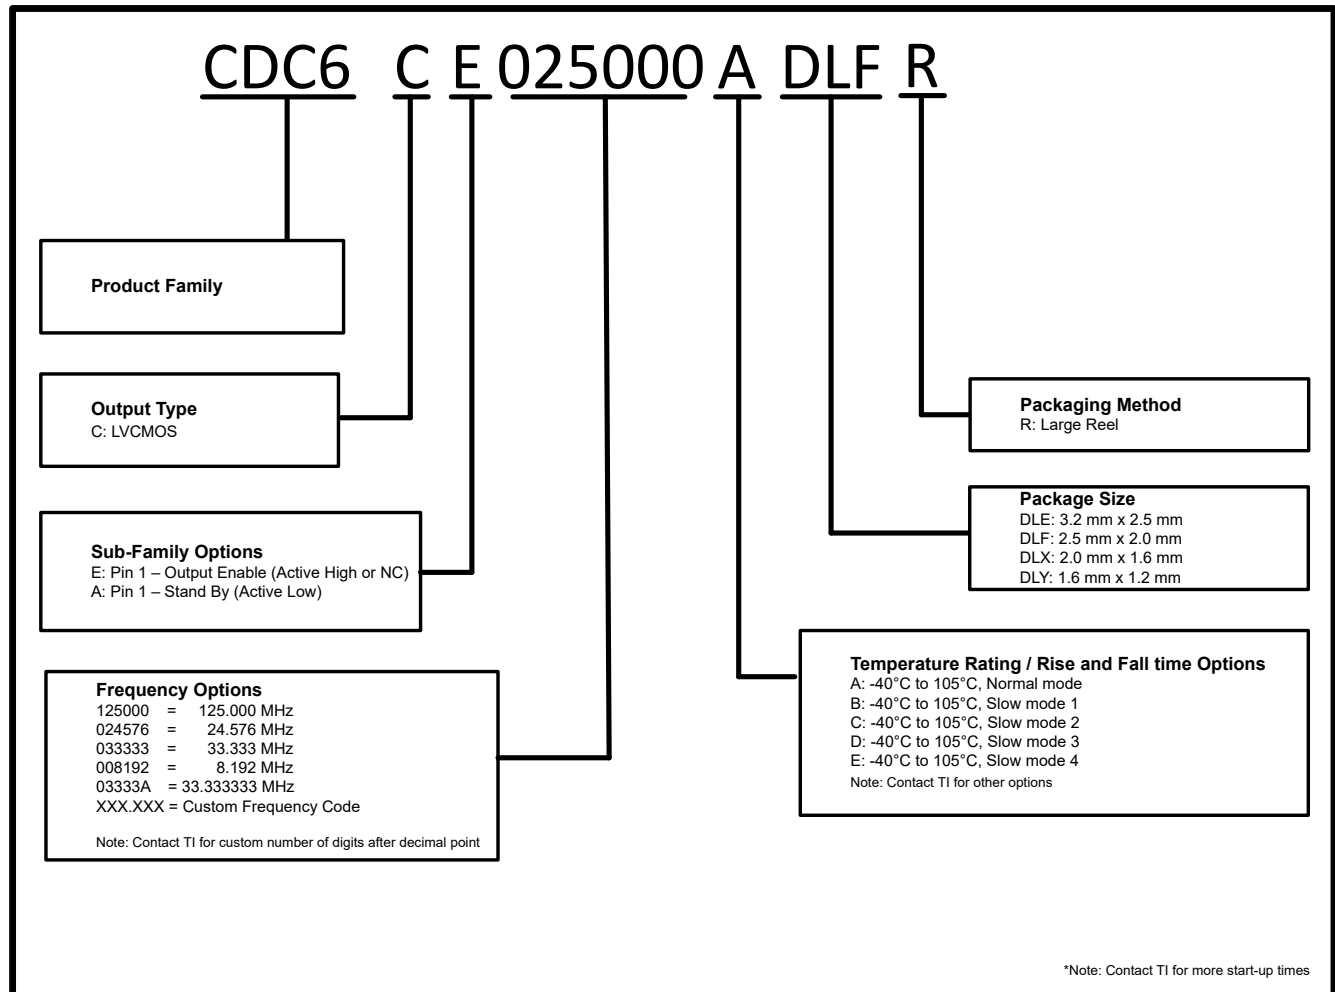 CDC6 C E 025000 A DLF R
Product Family
Output Type
C: LVCMOS
Sub-Family Options
E: Pin 1 – Output Enable (Active High or NC)
A: Pin 1 – Stand By (Active Low)
Frequency Options
125000 = 125.000 MHz
024576 = 24.576 MHz
033333 = 33.333 MHz
008192 = 8.192 MHz
03333A = 33.333333 MHz
XXX.XXX = Custom Frequency Code
Note: Contact TI for custom number of digits after decimal point
Packaging Method
R: Large Reel
Package Size
DLE: 3.2 mm x 2.5 mm
DLF: 2.5 mm x 2.0 mm
DLX: 2.0 mm x 1.6 mm
DLY: 1.6 mm x 1.2 mm
Temperature Rating / Rise and Fall time Options
A: -40°C to 105°C, Normal mode
B: -40°C to 105°C, Slow mode 1
C: -40°C to 105°C, Slow mode 2
D: -40°C to 105°C, Slow mode 3
E: -40°C to 105°C, Slow mode 4
Note: Contact TI for other options
*Note: Contact TI for more start-up times